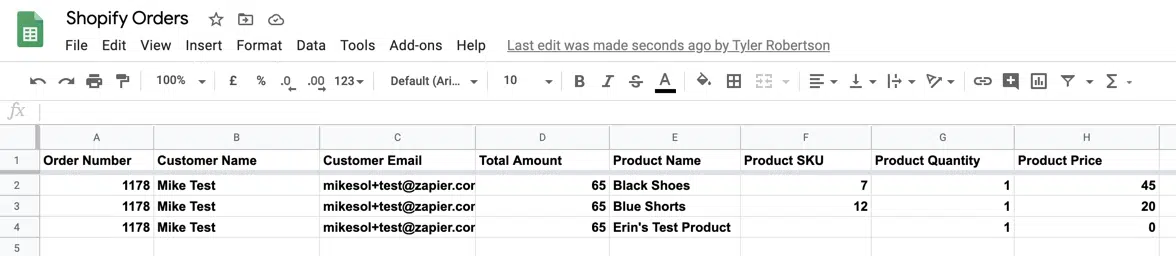 Shopify Orders
File Edit View Insert Format Data Tools Add-ons Help Last edit was made seconds ago by Tyler Robertson
100% £ % .0 .00 123 Default (Ari... 10 B I S A
fx
A B C D E F G H
1 Order Number Customer Name Customer Email Total Amount Product Name Product SKU Product Quantity Product Price
2 1178 Mike Test mikesol+test@zapier.cor 65 Black Shoes 7 1 45
3 1178 Mike Test mikesol+test@zapier.cor 65 Blue Shorts 12 1 20
4 1178 Mike Test mikesol+test@zapier.cor 65 Erin's Test Product 1 0
5